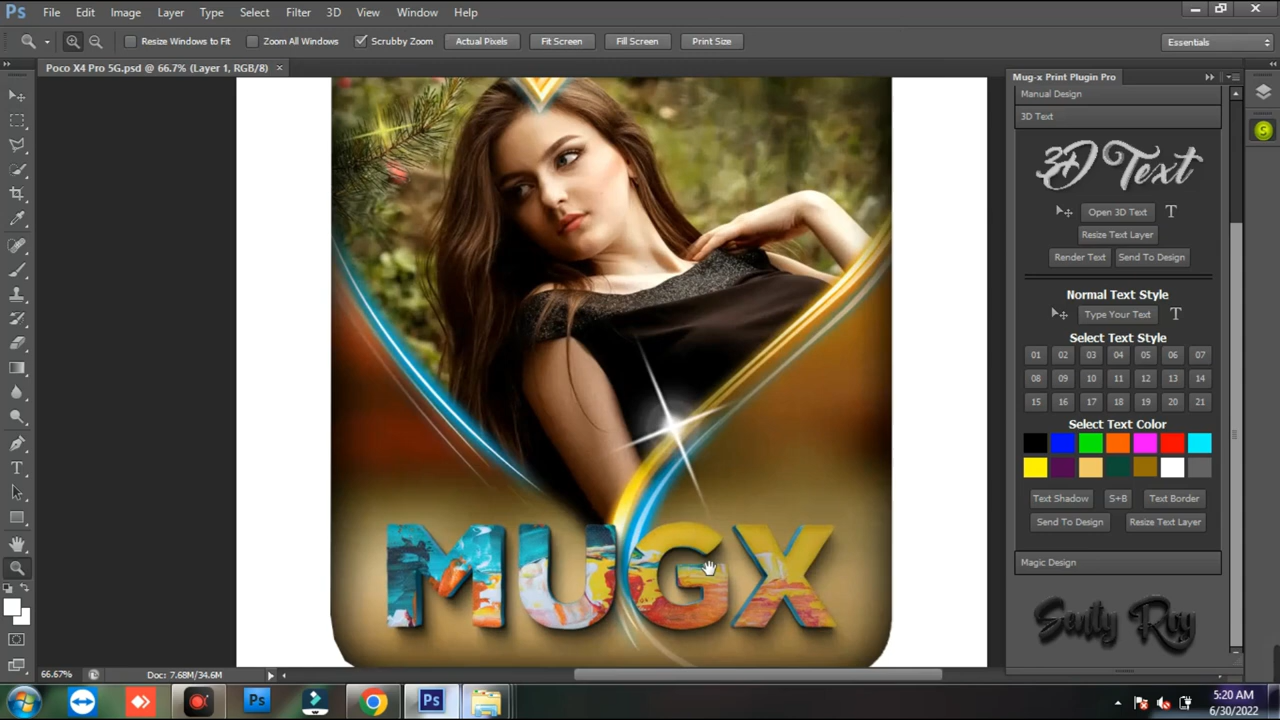 Ps File Edit Image Layer Type Select Filter 3D View Window Help
Resize Windows to Fit Zoom All Windows Scrubby Zoom Actual Pixels Fit Screen Fill Screen Print Size Essentials
Poco X4 Pro 5G.psd @ 66.7% (Layer 1, RGB/8) ×
Mug-x Print Plugin Pro
Manual Design
3D Text
3D Text
Open 3D Text T
Resize Text Layer
Render Text Send To Design
Normal Text Style
Type Your Text T
Select Text Style
01 02 03 04 05 06 07
08 09 10 11 12 13 14
15 16 17 18 19 20 21
Select Text Color
Text Shadow S+B Text Border
Send To Design Resize Text Layer
Magic Design
Senty Roy
MUGX
66.67% Doc: 7.68M/34.6M
Ps Ps
5:20 AM
6/30/2022